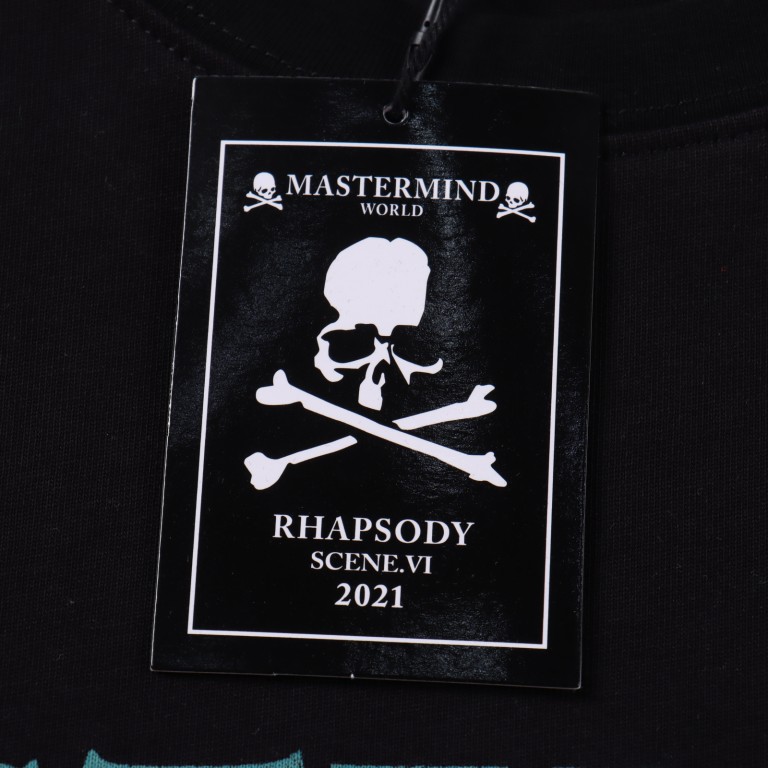 MASTERMIND
WORLD
RHAPSODY
SCENE.VI
2021